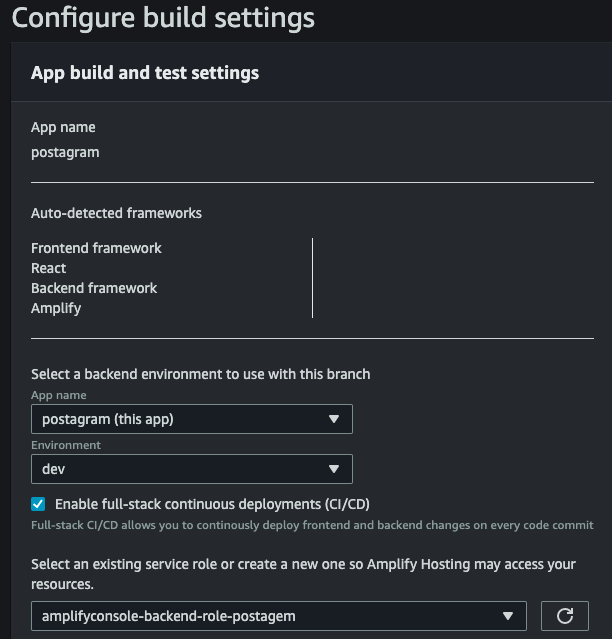 Configure build settings
App build and test settings
App name
postagram
Auto-detected frameworks
Frontend framework
React
Backend framework
Amplify
Select a backend environment to use with this branch
App name
postagram (this app)
Environment
dev
Enable full-stack continuous deployments (CI/CD)
Full-stack CI/CD allows you to continously deploy frontend and backend changes on every code commit
Select an existing service role or create a new one so Amplify Hosting may access your
resources.
amplifyconsole-backend-role-postagem